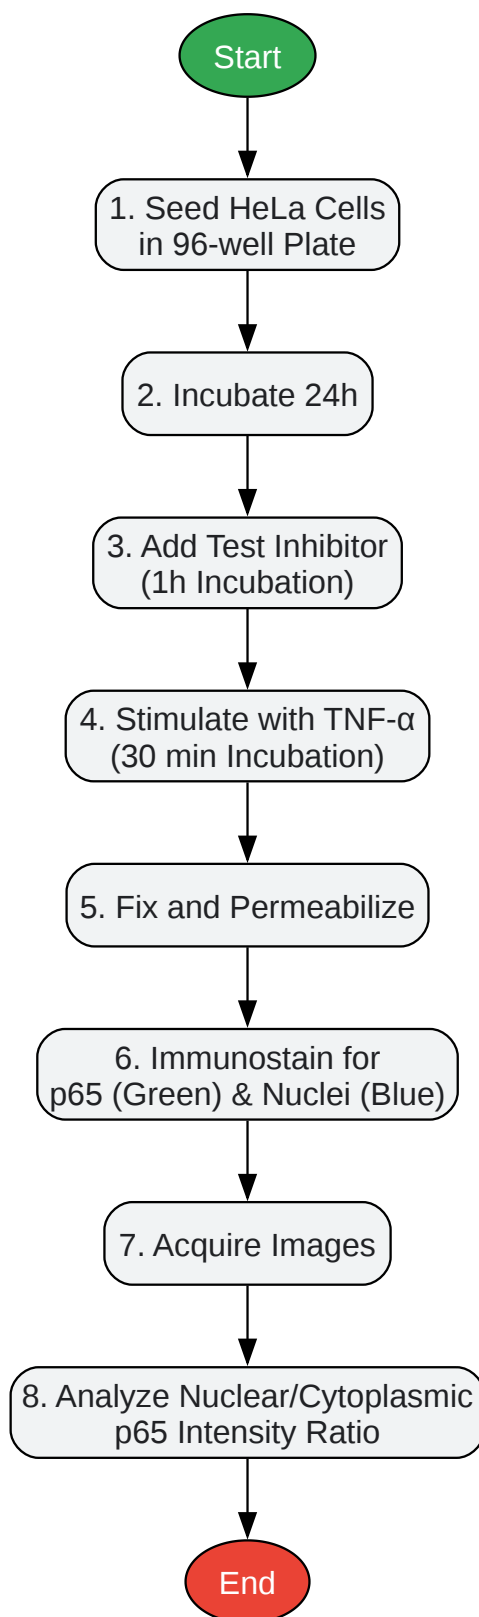 Start
1. Seed HeLa Cells
in 96-well Plate
2. Incubate 24h
3. Add Test Inhibitor
(1h Incubation)
4. Stimulate with TNF-α
(30 min Incubation)
5. Fix and Permeabilize
6. Immunostain for
p65 (Green) & Nuclei (Blue)
7. Acquire Images
8. Analyze Nuclear/Cytoplasmic
p65 Intensity Ratio
End